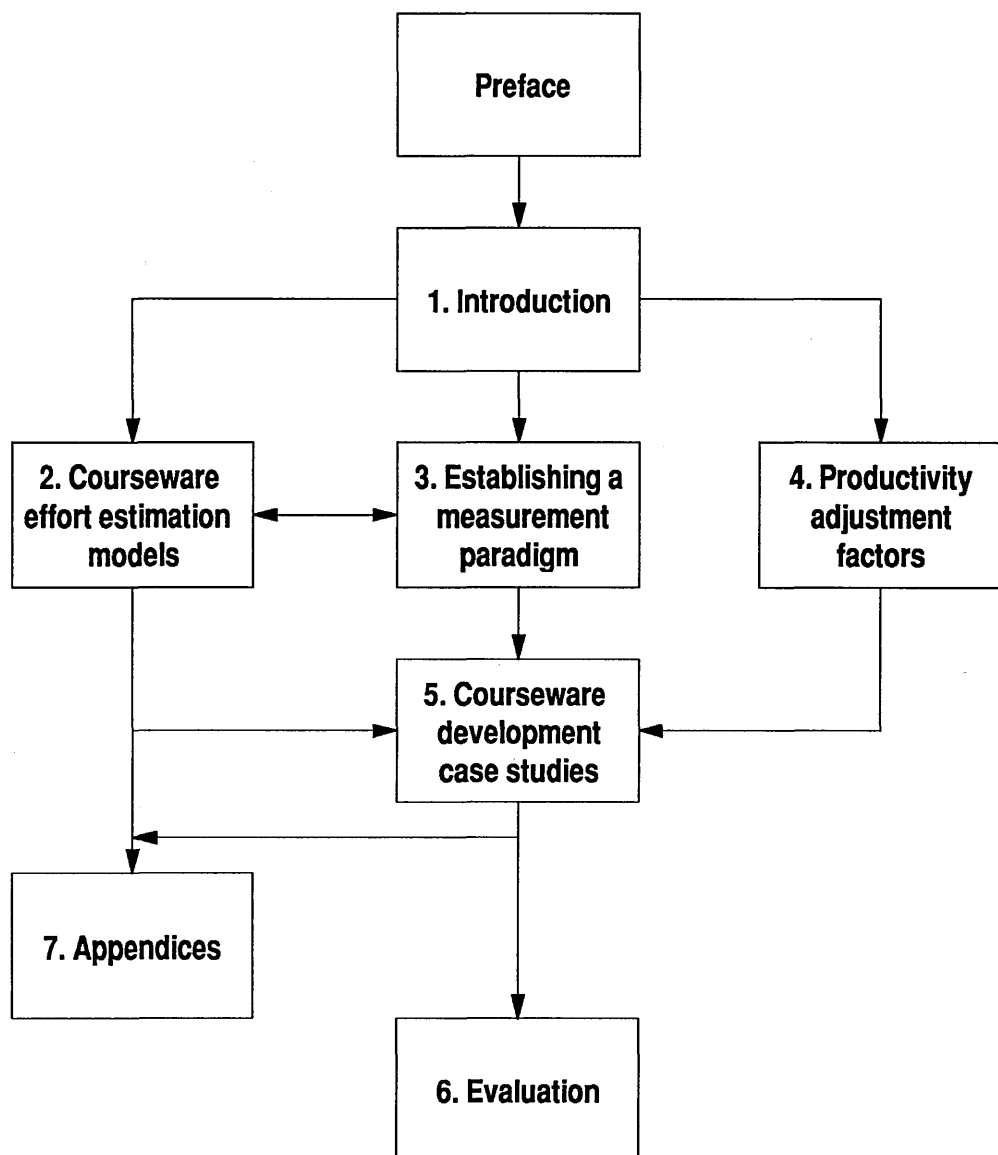 Preface
1. Introduction
2. Courseware
effort estimation
models
3. Establishing a
measurement
paradigm
4. Productivity
adjustment
factors
5. Courseware
development
case studies
7. Appendices
6. Evaluation